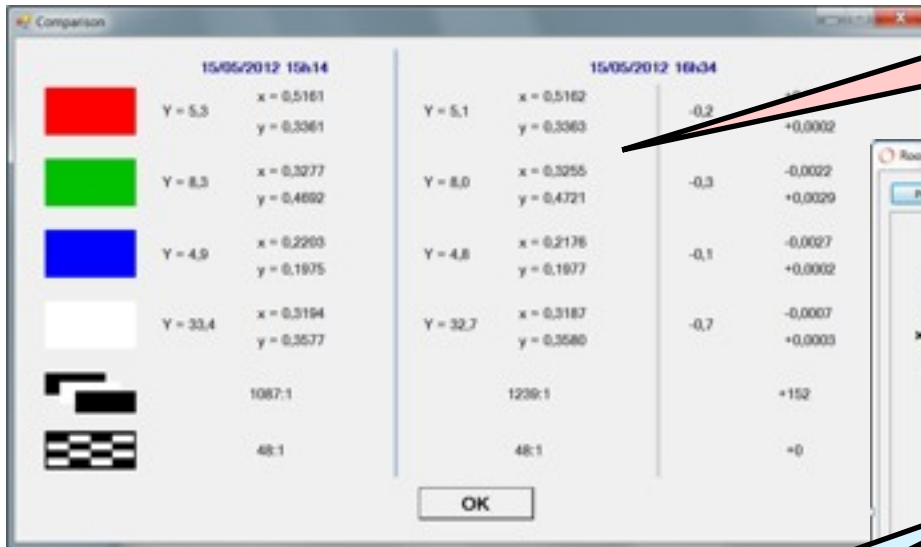 Comparison
15/05/2012 15h14
15/05/2012 16h34
Y = 5,3
x = 0,5161
y = 0,3361
Y = 5,1
x = 0,5162
y = 0,3363
-0,2
+0,0002
Y = 8,3
x = 0,3277
y = 0,4692
Y = 8,0
x = 0,3255
y = 0,4721
-0,3
-0,0022
+0,0029
Y = 4,9
x = 0,2203
y = 0,1975
Y = 4,8
x = 0,2176
y = 0,1977
-0,1
-0,0027
+0,0002
Y = 33,4
x = 0,3194
y = 0,3577
Y = 32,7
x = 0,3187
y = 0,3580
-0,7
-0,0007
+0,0003
1087:1
1239:1
+152
48:1
48:1
+0
OK